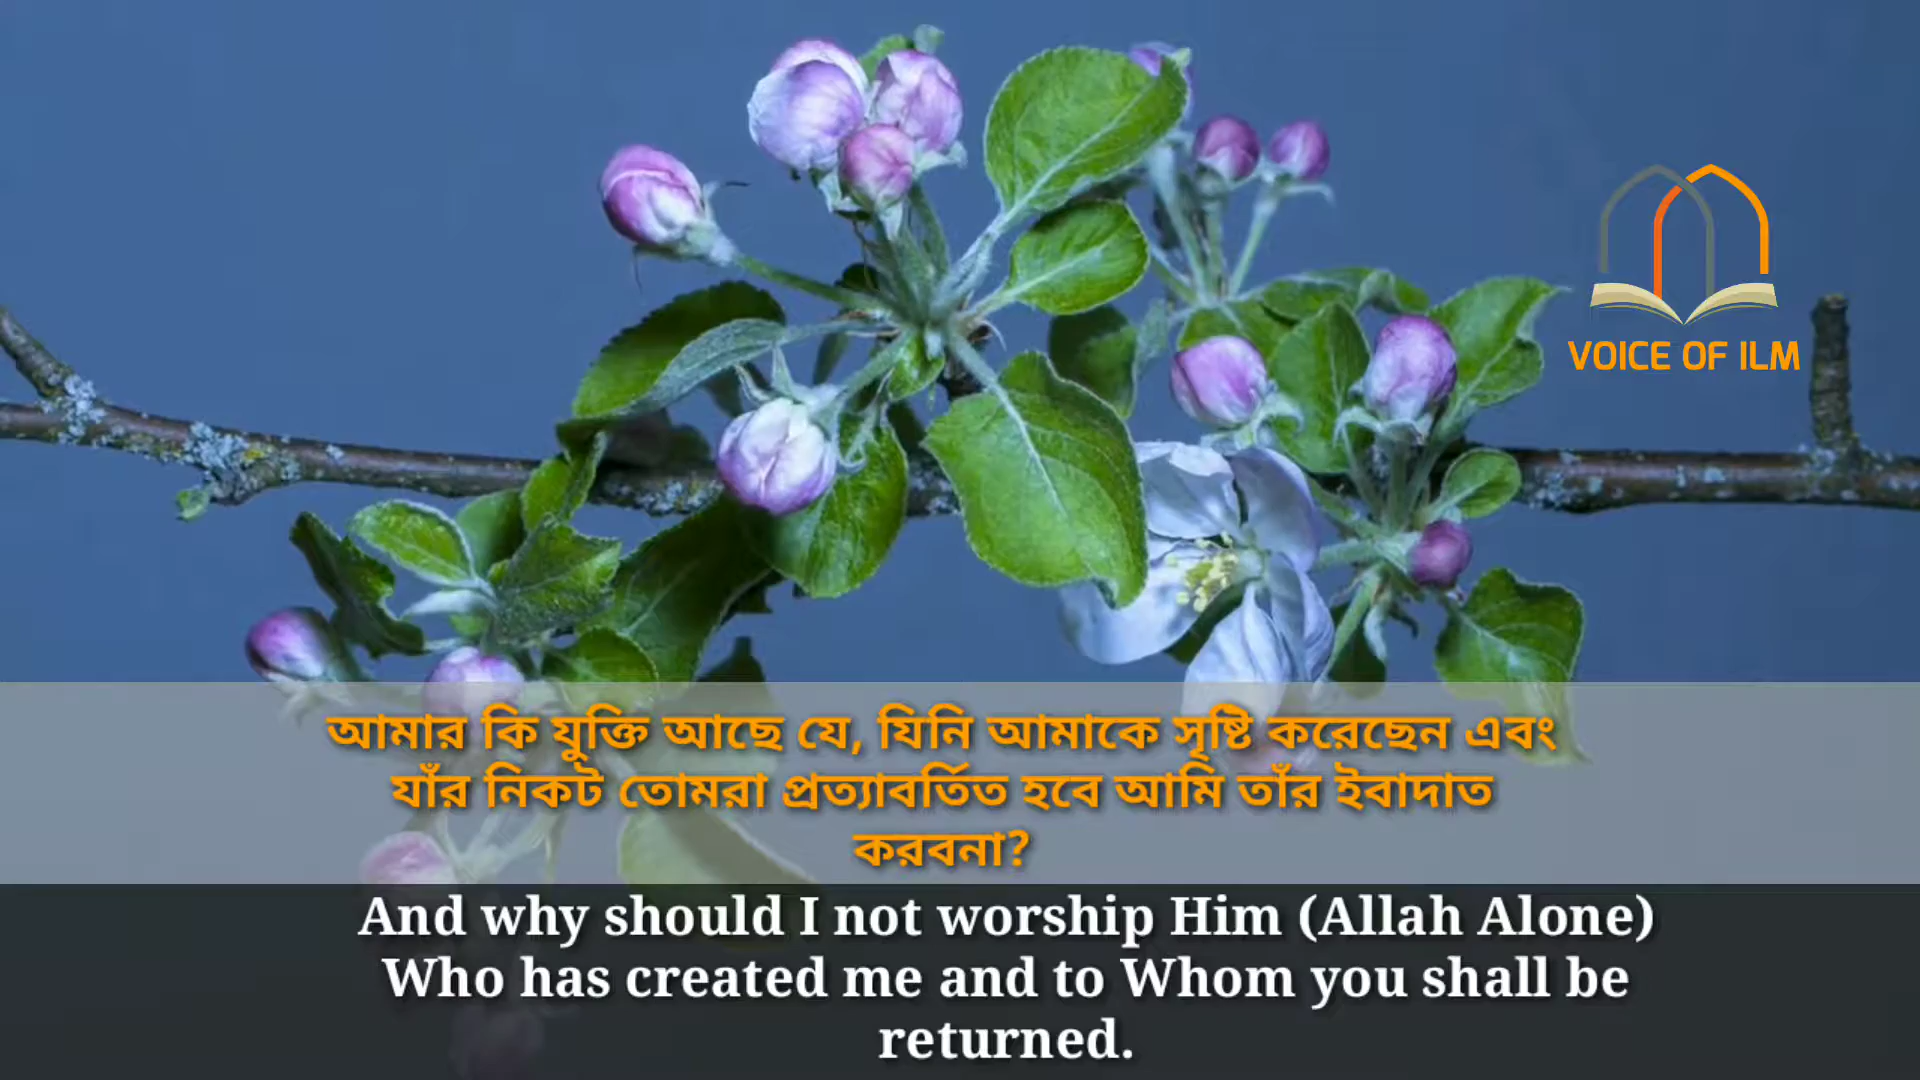 VOICE OF ILM
আমার কি যুক্তি আছে যে, যিনি আমাকে সৃষ্টি করেছেন এবং
যাঁর নিকট তোমরা প্রত্যাবর্তিত হবে আমি তাঁর ইবাদাত
করবনা?
And why should I not worship Him (Allah Alone)
Who has created me and to Whom you shall be
returned.